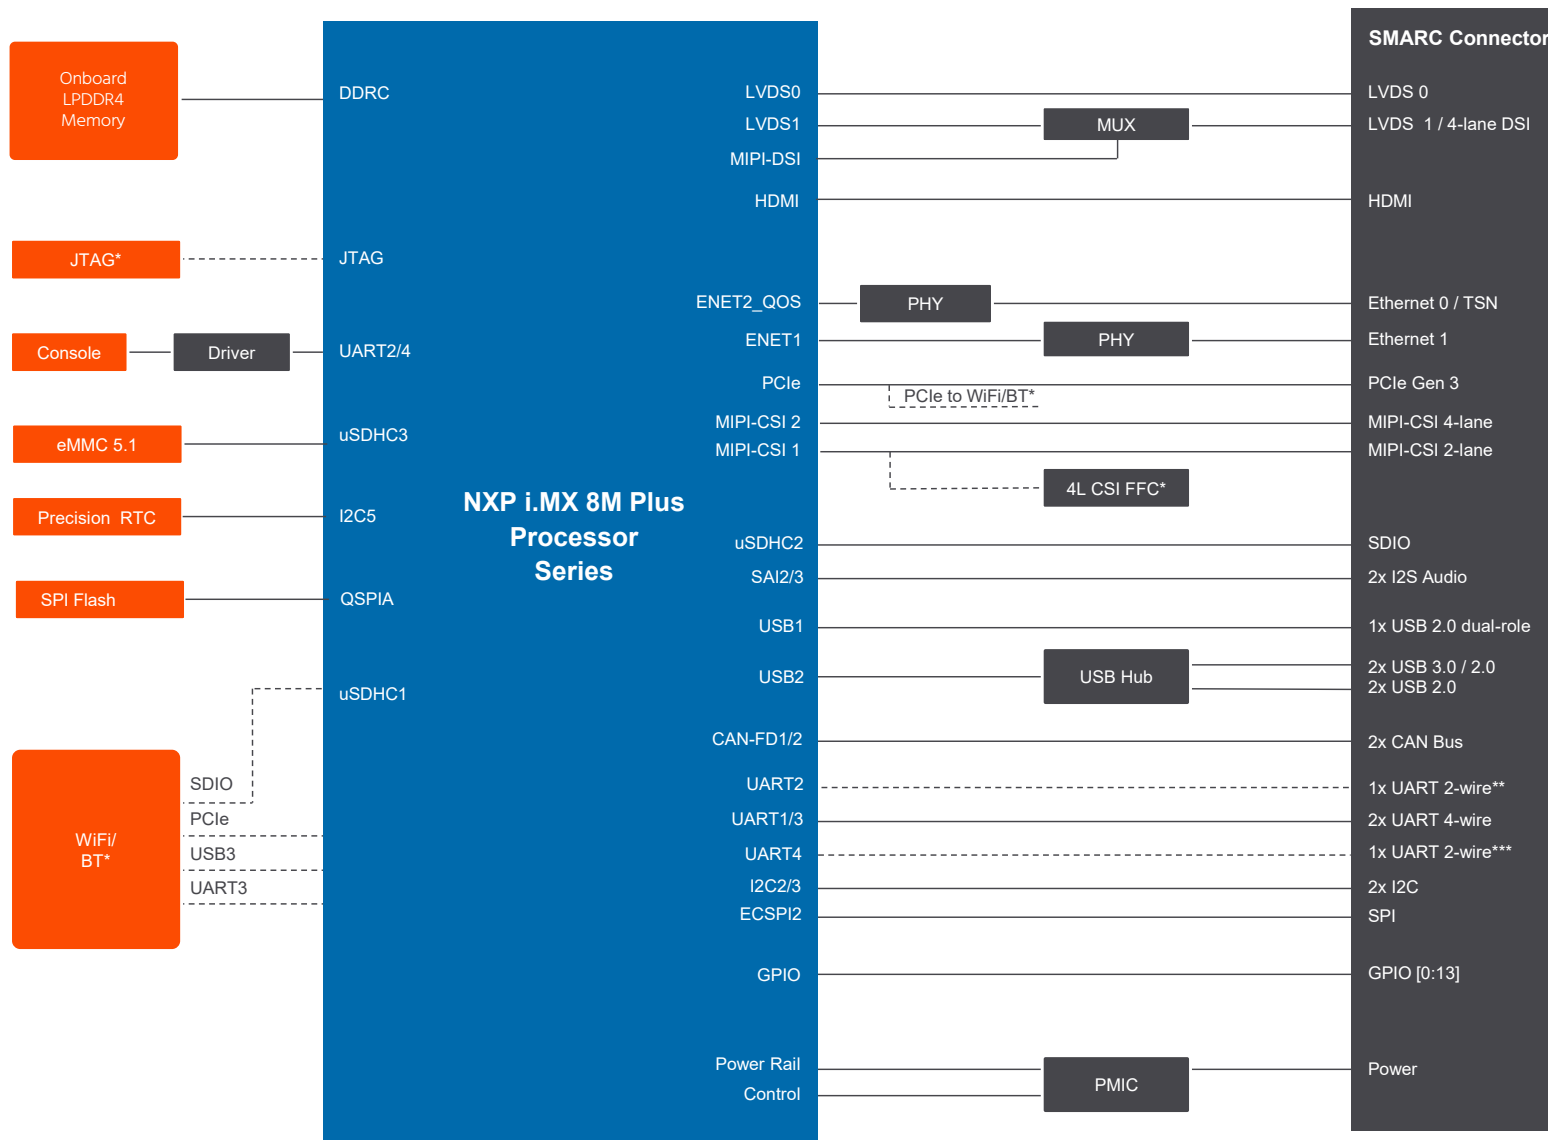 SMARC Connector
Onboard
LPDDR4
Memory
DDRC
LVDS0
LVDS 0
LVDS1
MUX
LVDS 1 / 4-lane DSI
MIPI-DSI
HDMI
HDMI
JTAG*
JTAG
ENET2_QOS
PHY
Ethernet 0 / TSN
Console
Driver
UART2/4
ENET1
PHY
Ethernet 1
PCIe
PCIe to WiFi/BT*
PCIe Gen 3
MIPI-CSI 2
MIPI-CSI 4-lane
eMMC 5.1
uSDHC3
MIPI-CSI 1
MIPI-CSI 2-lane
4L CSI FFC*
NXP i.MX 8M Plus
Processor
Series
Precision RTC
I2C5
uSDHC2
SDIO
SAI2/3
2x I2S Audio
SPI Flash
QSPIA
USB1
1x USB 2.0 dual-role
USB2
USB Hub
2x USB 3.0 / 2.0
2x USB 2.0
uSDHC1
CAN-FD1/2
2x CAN Bus
WiFi/
BT*
SDIO
PCIe
USB3
UART3
UART2
1x UART 2-wire**
UART1/3
2x UART 4-wire
UART4
1x UART 2-wire***
I2C2/3
2x I2C
ECSPI2
SPI
GPIO
GPIO [0:13]
Power Rail
Control
PMIC
Power